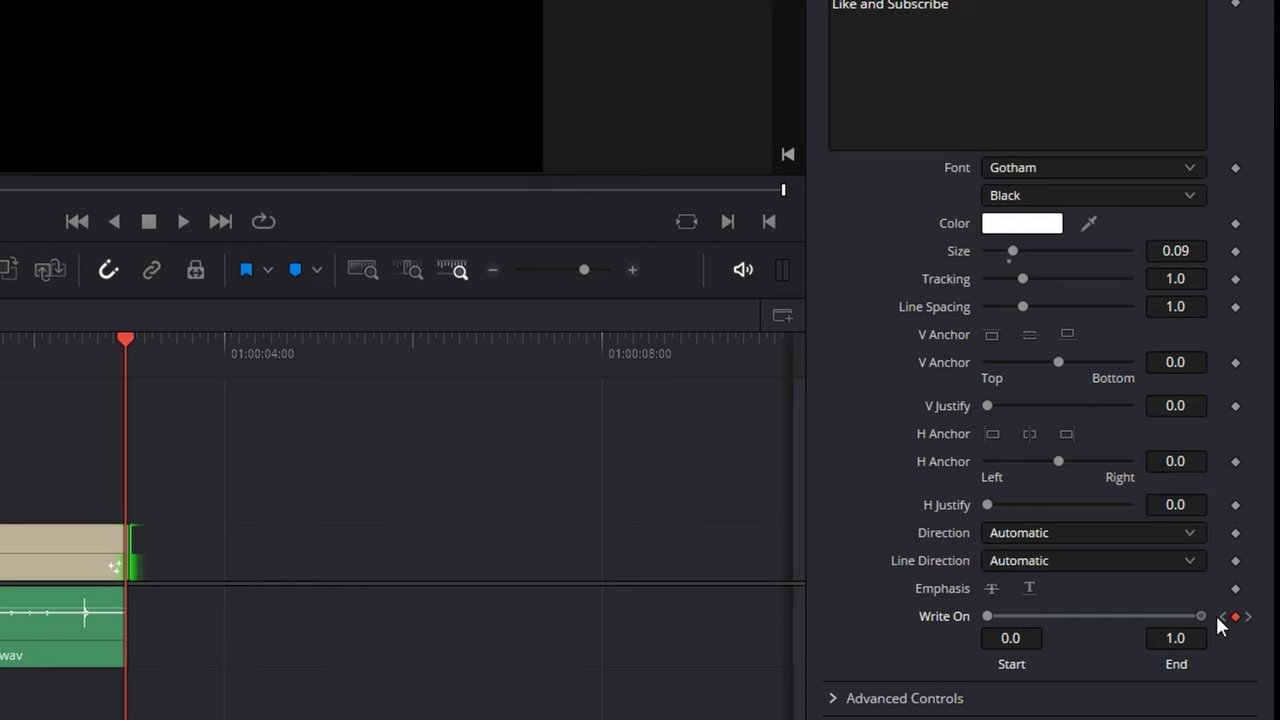 Like and Subscribe
Font Gotham
Black
Color
Size 0.09
Tracking 1.0
Line Spacing 1.0
V Anchor
V Anchor 0.0
Top Bottom
V Justify 0.0
H Anchor
H Anchor 0.0
Left Right
H Justify 0.0
Direction Automatic
Line Direction Automatic
Emphasis T T
Write On
0.0 1.0
Start End
Advanced Controls
01:00:04:00 01:00:08:00
wav